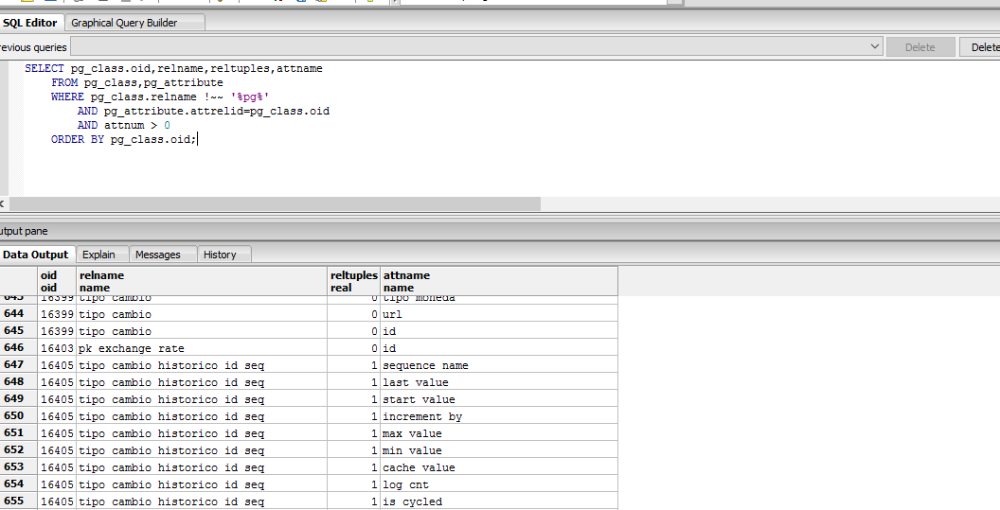 SQL Editor Graphical Query Builder
revious queries Delete Delete
SELECT pg_class.oid,relname,reltuples,attname
FROM pg_class,pg_attribute
WHERE pg_class.relname !~~ '%pg%'
AND pg_attribute.attrelid=pg_class.oid
AND attnum > 0
ORDER BY pg_class.oid;
utput pane
Data Output Explain Messages History
oid relname reltuples attname
oid name real name
643 16399 tipo cambio 0 tipo moneda
644 16399 tipo cambio 0 url
645 16399 tipo cambio 0 id
646 16403 pk exchange rate 0 id
647 16405 tipo cambio historico id seq 1 sequence name
648 16405 tipo cambio historico id seq 1 last value
649 16405 tipo cambio historico id seq 1 start value
650 16405 tipo cambio historico id seq 1 increment by
651 16405 tipo cambio historico id seq 1 max value
652 16405 tipo cambio historico id seq 1 min value
653 16405 tipo cambio historico id seq 1 cache value
654 16405 tipo cambio historico id seq 1 log cnt
655 16405 tipo cambio historico id seq 1 is cycled